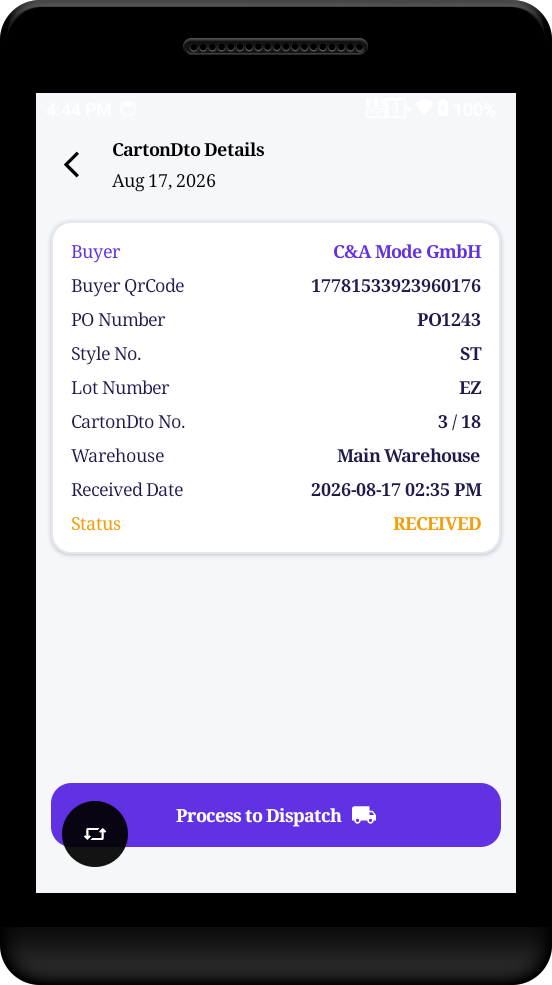 4:44 PM 100%
CartonDto Details
Aug 17, 2026
Buyer C&A Mode GmbH
Buyer QrCode 17781533923960176
PO Number PO1243
Style No. ST
Lot Number EZ
CartonDto No. 3 / 18
Warehouse Main Warehouse
Received Date 2026-08-17 02:35 PM
Status RECEIVED
Process to Dispatch